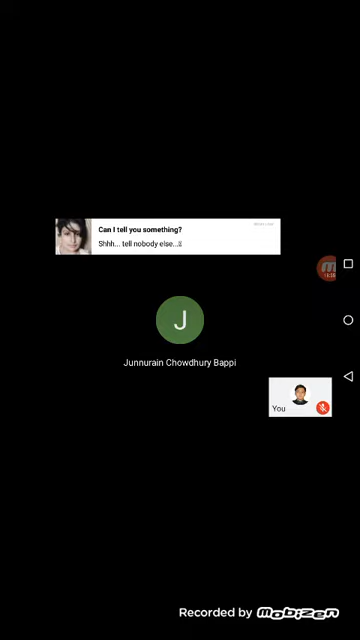 Can I tell you something?
Shhh... tell nobody else...
J
Junnurain Chowdhury Bappi
You
Recorded by Mobizen